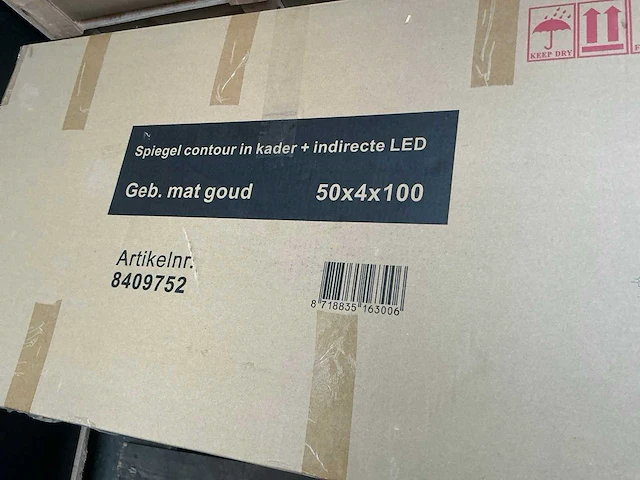 KEEP DRY
Spiegel contour in kader + indirecte LED
Geb. mat goud 50x4x100
Artikelnr.
8409752
8 718835 163006